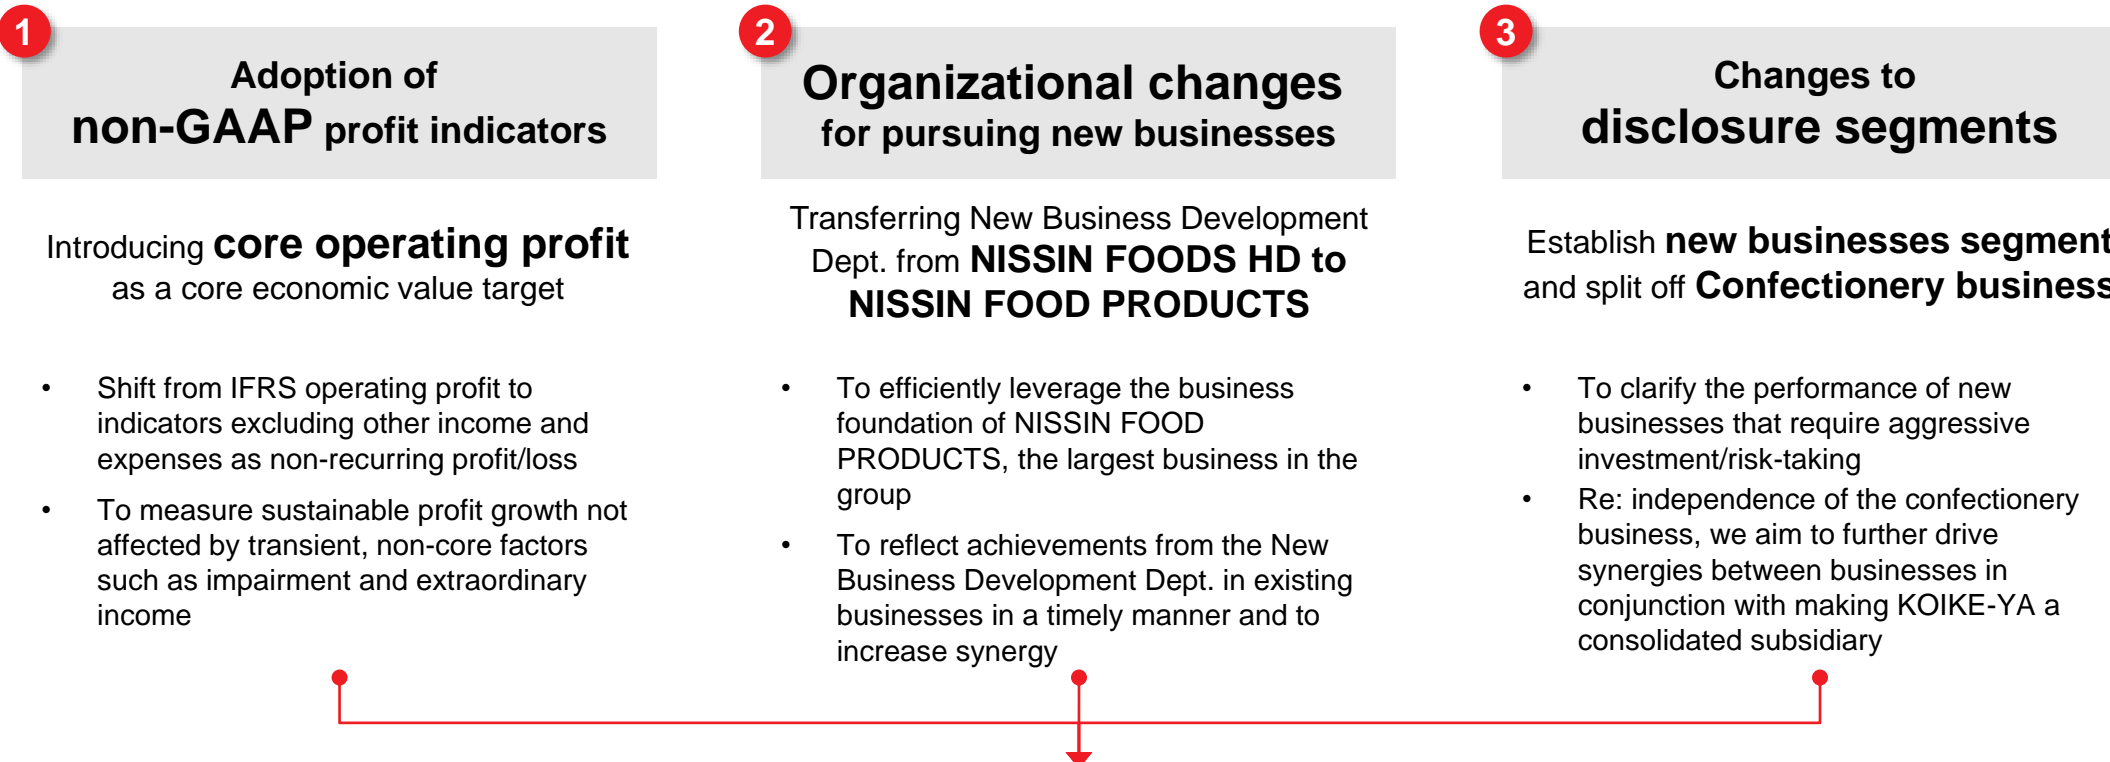 1
Adoption of
non-GAAP profit indicators
Introducing core operating profit
as a core economic value target
• Shift from IFRS operating profit to
indicators excluding other income and
expenses as non-recurring profit/loss
• To measure sustainable profit growth not
affected by transient, non-core factors
such as impairment and extraordinary
income
2
Organizational changes
for pursuing new businesses
Transferring New Business Development
Dept. from NISSIN FOODS HD to
NISSIN FOOD PRODUCTS
• To efficiently leverage the business
foundation of NISSIN FOOD
PRODUCTS, the largest business in the
group
• To reflect achievements from the New
Business Development Dept. in existing
businesses in a timely manner and to
increase synergy
3
Changes to
disclosure segments
Establish new businesses segment
and split off Confectionery business
• To clarify the performance of new
businesses that require aggressive
investment/risk-taking
• Re: independence of the confectionery
business, we aim to further drive
synergies between businesses in
conjunction with making KOIKE-YA a
consolidated subsidiary